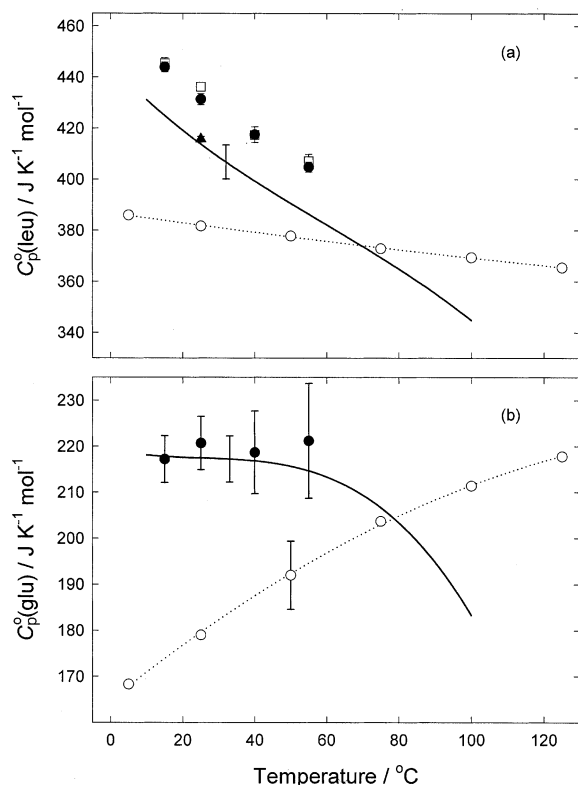 460
440
420
400
380
360
340
(a)
C°p(leu) / J K⁻¹ mol⁻¹
230
220
210
200
190
180
170
(b)
C°p(glu) / J K⁻¹ mol⁻¹
0 20 40 60 80 100 120
Temperature / °C